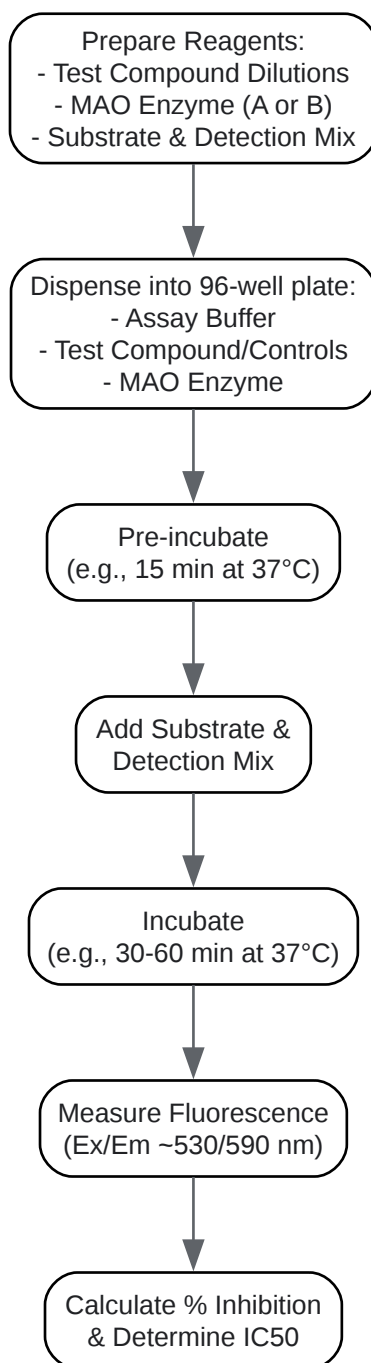 Prepare Reagents:
- Test Compound Dilutions
- MAO Enzyme (A or B)
- Substrate & Detection Mix
Dispense into 96-well plate:
- Assay Buffer
- Test Compound/Controls
- MAO Enzyme
Pre-incubate
(e.g., 15 min at 37°C)
Add Substrate &
Detection Mix
Incubate
(e.g., 30-60 min at 37°C)
Measure Fluorescence
(Ex/Em ~530/590 nm)
Calculate % Inhibition
& Determine IC50